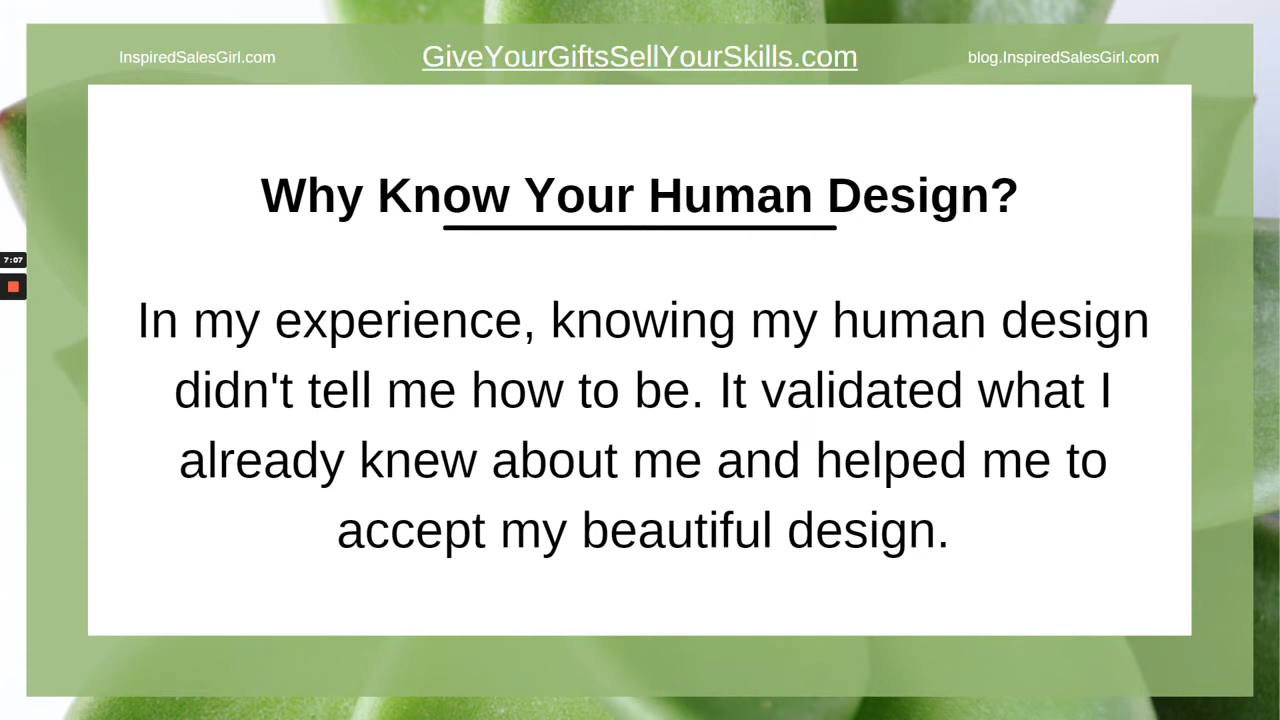 InspiredSalesGirl.com
GiveYourGiftsSellYourSkills.com
blog.InspiredSalesGirl.com
Why Know Your Human Design?
7:07
In my experience, knowing my human design
didn't tell me how to be. It validated what I
already knew about me and helped me to
accept my beautiful design.